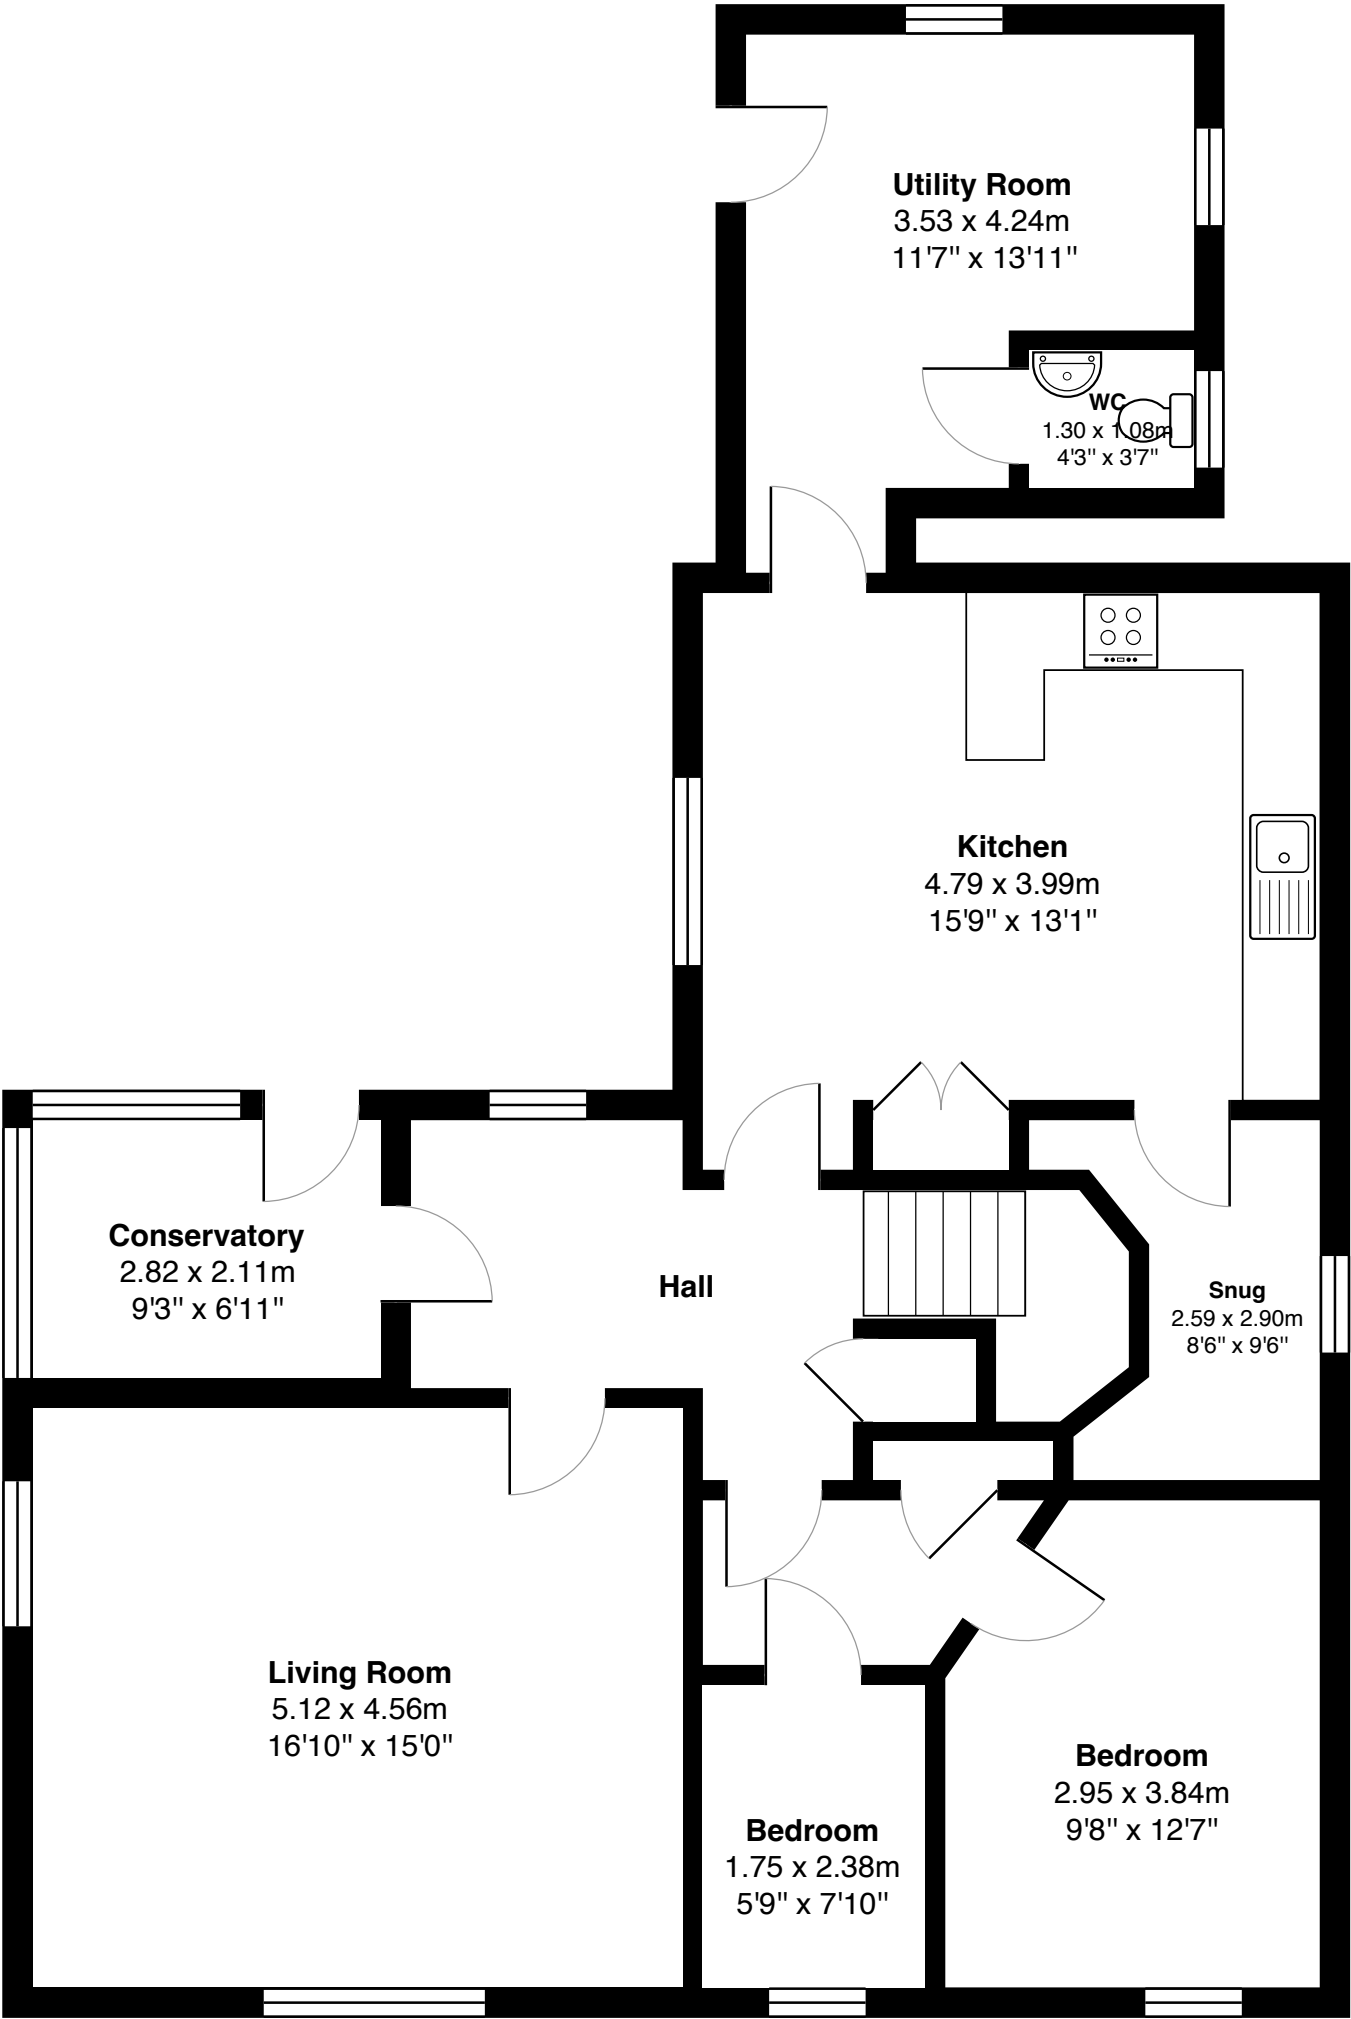 Utility Room
3.53 x 4.24m
11'7" x 13'11"
WC
1.30 x 1.08m
4'3" x 3'7"
Kitchen
4.79 x 3.99m
15'9" x 13'1"
Conservatory
2.82 x 2.11m
9'3" x 6'11"
Hall
Snug
2.59 x 2.90m
8'6" x 9'6"
Living Room
5.12 x 4.56m
16'10" x 15'0"
Bedroom
1.75 x 2.38m
5'9" x 7'10"
Bedroom
2.95 x 3.84m
9'8" x 12'7"